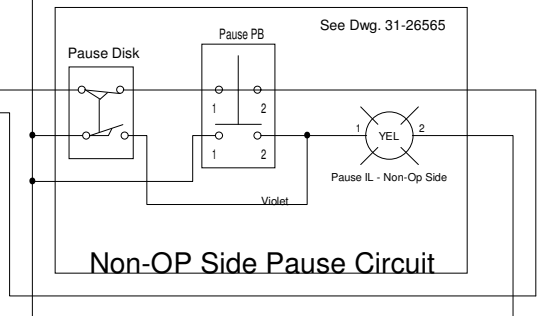 See Dwg. 31-26565
Pause PB
Pause Disk
1 2
1 2
1 YEL 2
Pause IL - Non-Op Side
Violet
Non-OP Side Pause Circuit